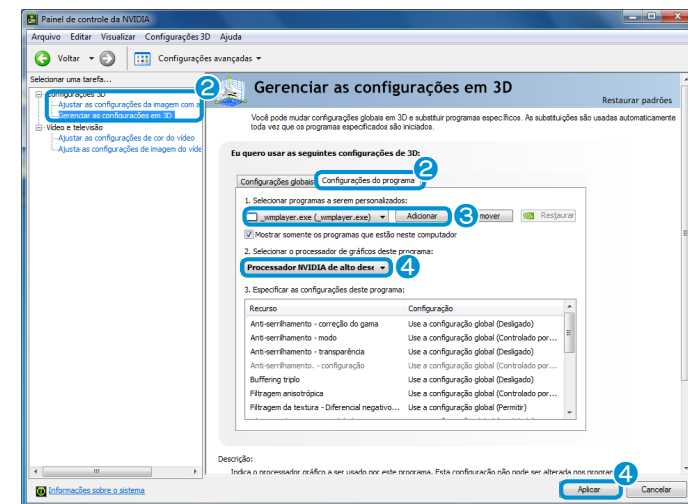 Painel de controle da NVIDIA
Arquivo Editar Visualizar Configurações 3D Ajuda
Voltar Configurações avançadas
Selecionar uma tarefa...
2
Configurações 3D
Ajustar as configurações da imagem com a
Gerenciar as configurações em 3D
Vídeo e televisão
Ajustar as configurações de cor do vídeo
Ajusta as configurações de imagem do víde
Gerenciar as configurações em 3D
Restaurar padrões
Você pode mudar configurações globais em 3D e substituir programas específicos. As substituições são usadas automaticamente
toda vez que os programas especificados são iniciados.
Eu quero usar as seguintes configurações de 3D:
2
Configurações globais Configurações do programa
1. Selecionar programas a serem personalizados:
_wmplayer.exe (_wmplayer.exe) Adicionar 3 mover Restaurar
Mostrar somente os programas que estão neste computador
2. Selecionar o processador de gráficos deste programa:
Processador NVIDIA de alto dese 4
3. Especificar as configurações deste programa:
Recurso Configuração
Anti-serrilhamento - correção do gama Use a configuração global (Desligado)
Anti-serrilhamento - modo Use a configuração global (Controlado por...
Anti-serrilhamento - transparência Use a configuração global (Desligado)
Anti-serrilhamento. - configuração Use a configuração global (Controlado por...
Buffering triplo Use a configuração global (Desligado)
Filtragem anisotrópica Use a configuração global (Controlado por...
Filtragem da textura - Diferencial negativo... Use a configuração global (Permitir)
Descrição:
Indica o processador gráfico a ser usado por este programa. Esta configuração não pode ser alterada nos program
4
Informações sobre o sistema
Aplicar Cancelar